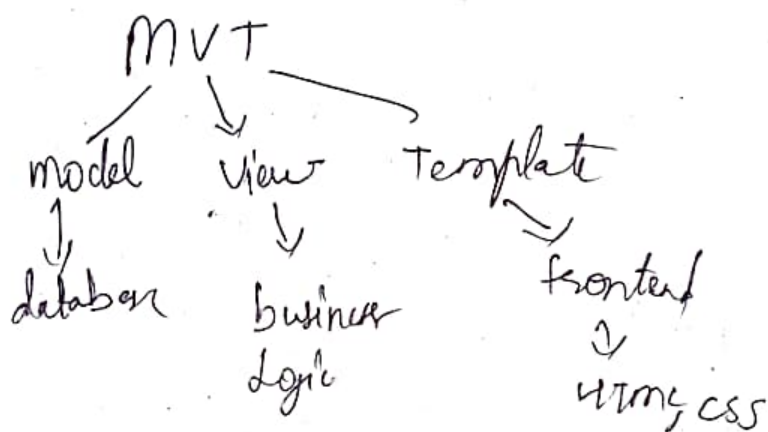 MVT
model view Template
database business Logic frontend
HTML, CSS